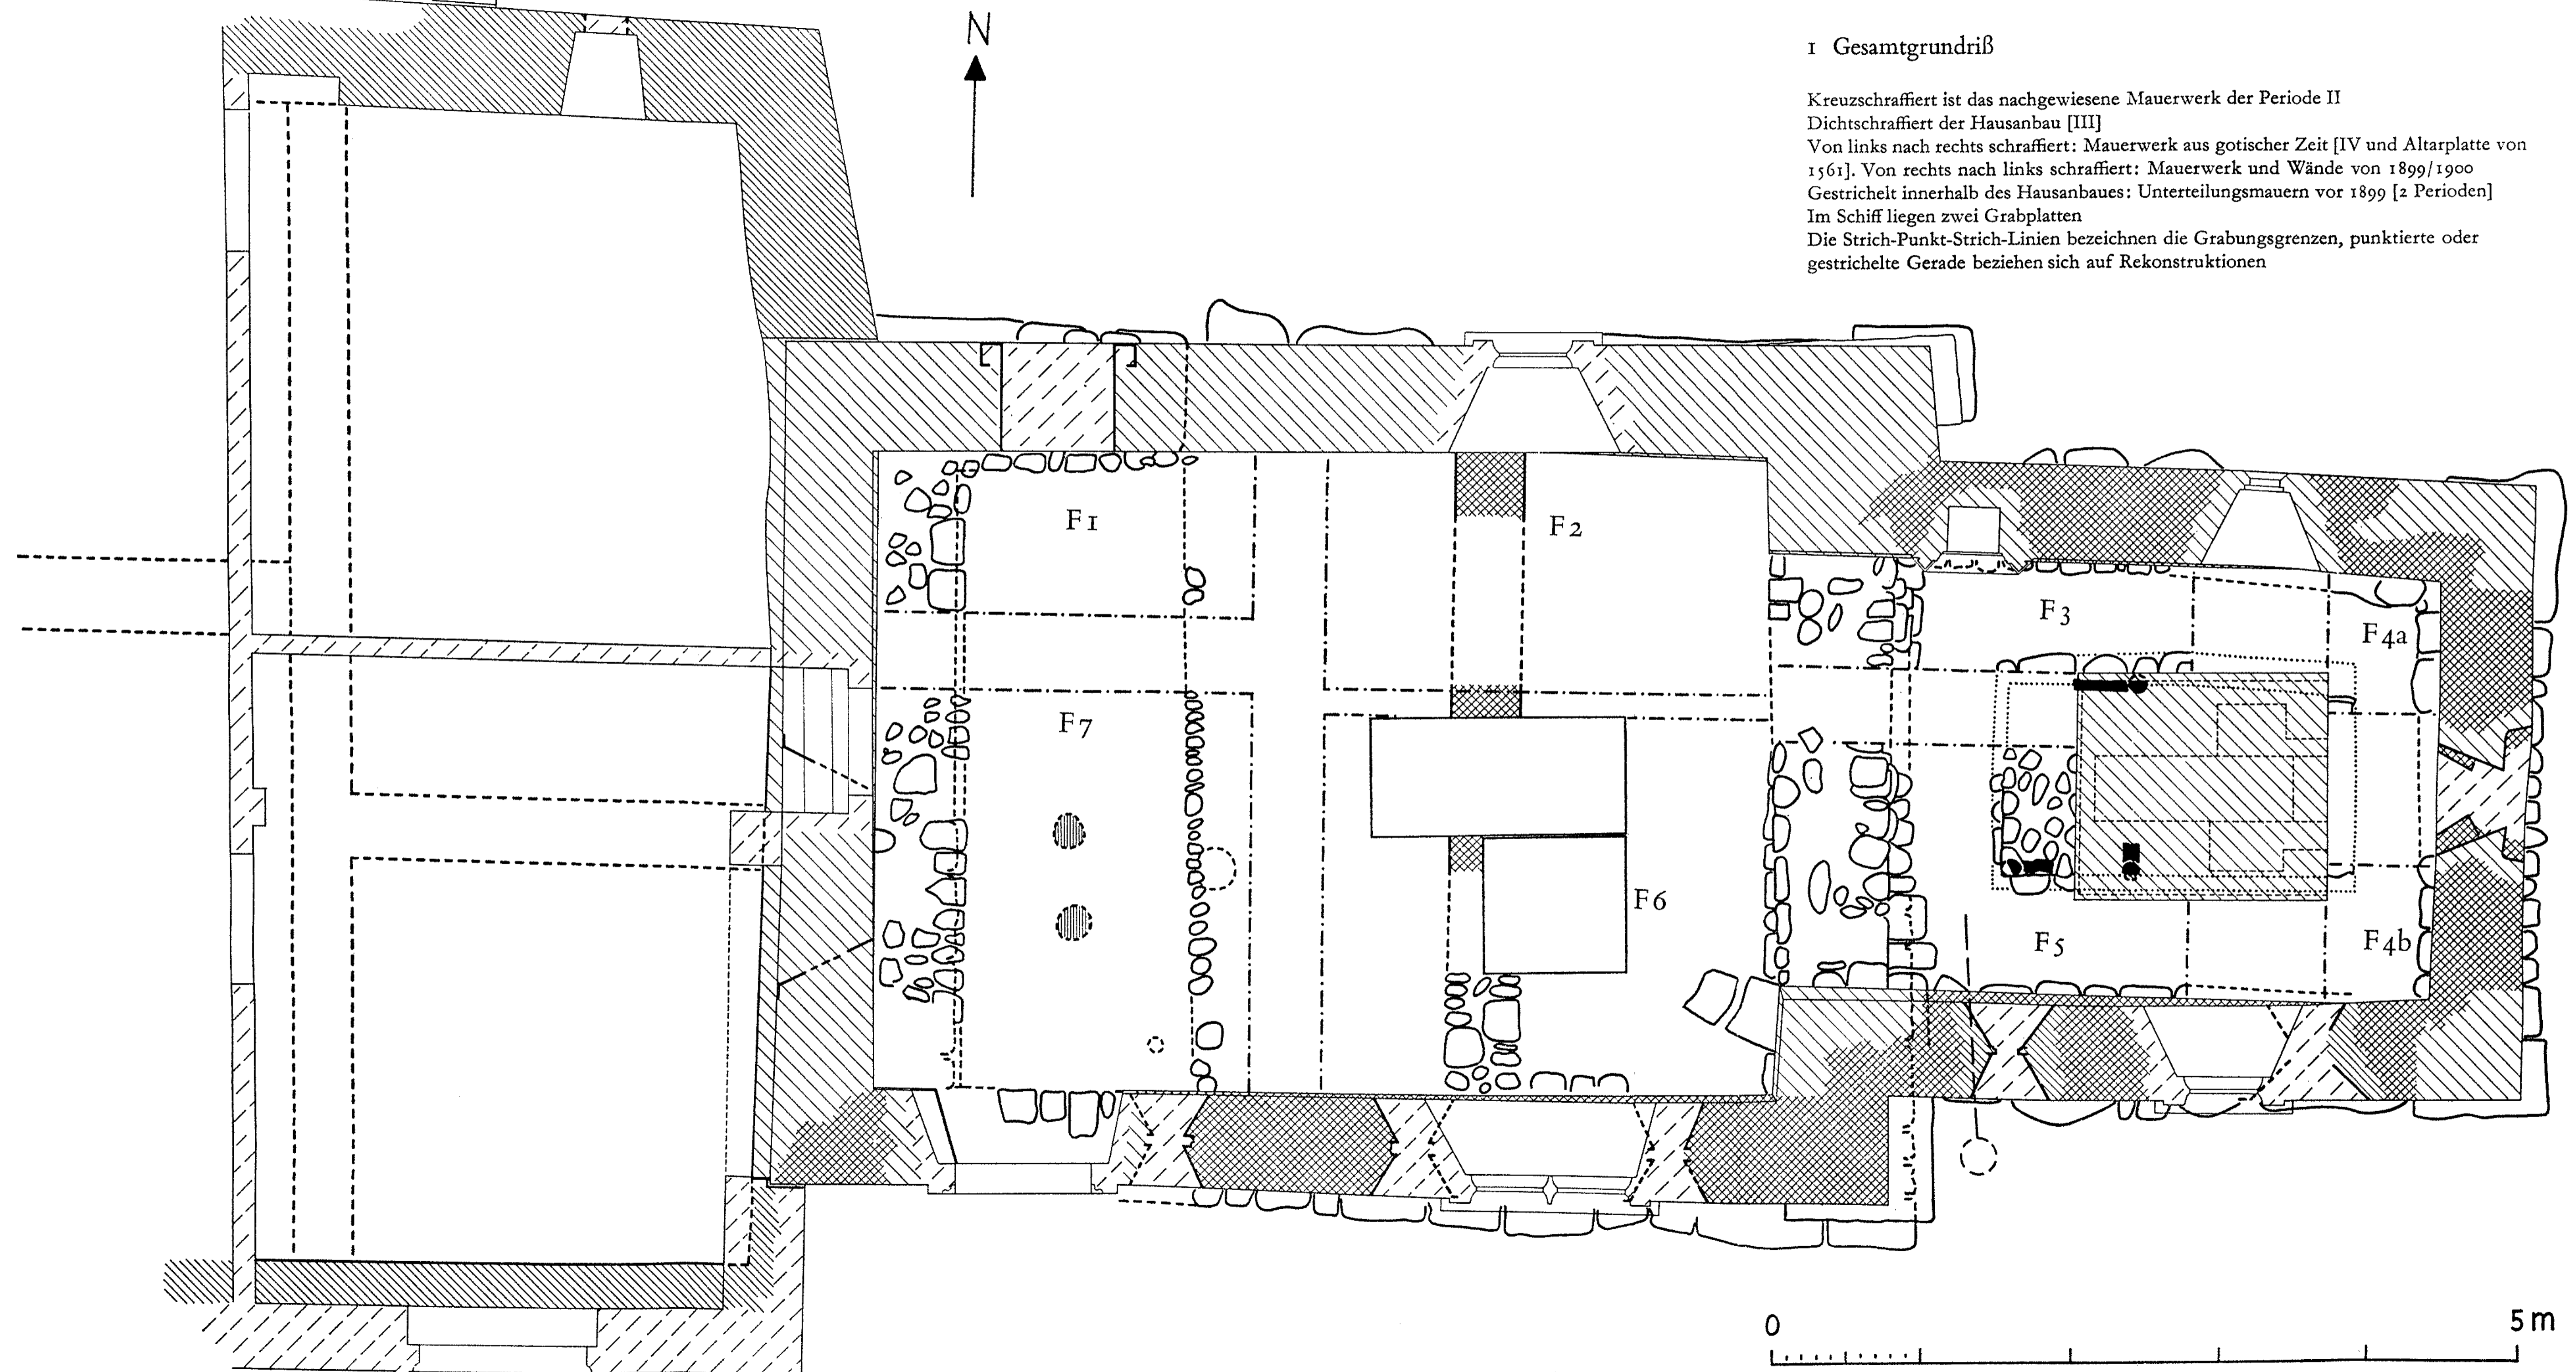 N
1 Gesamtgrundriß
Kreuzschraffiert ist das nachgewiesene Mauerwerk der Periode II
Dichtschraffiert der Hausanbau [III]
Von links nach rechts schraffiert: Mauerwerk aus gotischer Zeit [IV und Altarplatte von
1561]. Von rechts nach links schraffiert: Mauerwerk und Wände von 1899/1900
Gestrichelt innerhalb des Hausanbaues: Unterteilungsmauern vor 1899 [2 Perioden]
Im Schiff liegen zwei Grabplatten
Die Strich-Punkt-Strich-Linien bezeichnen die Grabungsgrenzen, punktierte oder
gestrichelte Gerade beziehen sich auf Rekonstruktionen
F1
F2
F3
F4a
F7
F6
F5
F4b
0 5 m